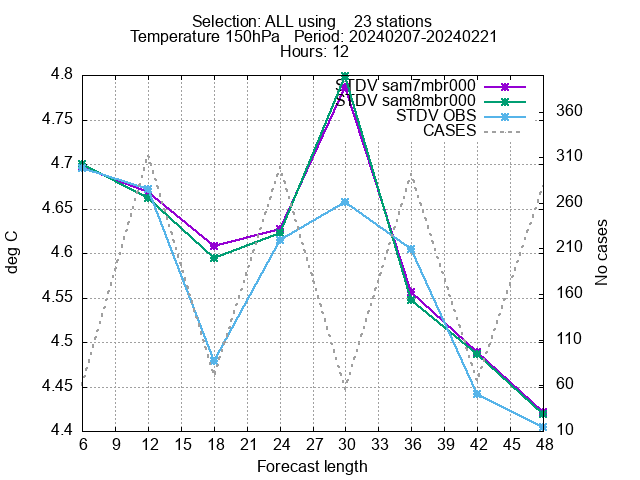 Selection: ALL using 23 stations
Temperature 150hPa Period: 20240207-20240221
Hours: 12
STDV sam7mbr000
STDV sam8mbr000
STDV OBS
CASES
4.8
4.75
4.7
4.65
4.6
4.55
4.5
4.45
4.4
deg C
360
310
260
210
160
110
60
10
No cases
6 9 12 15 18 21 24 27 30 33 36 39 42 45 48
Forecast length